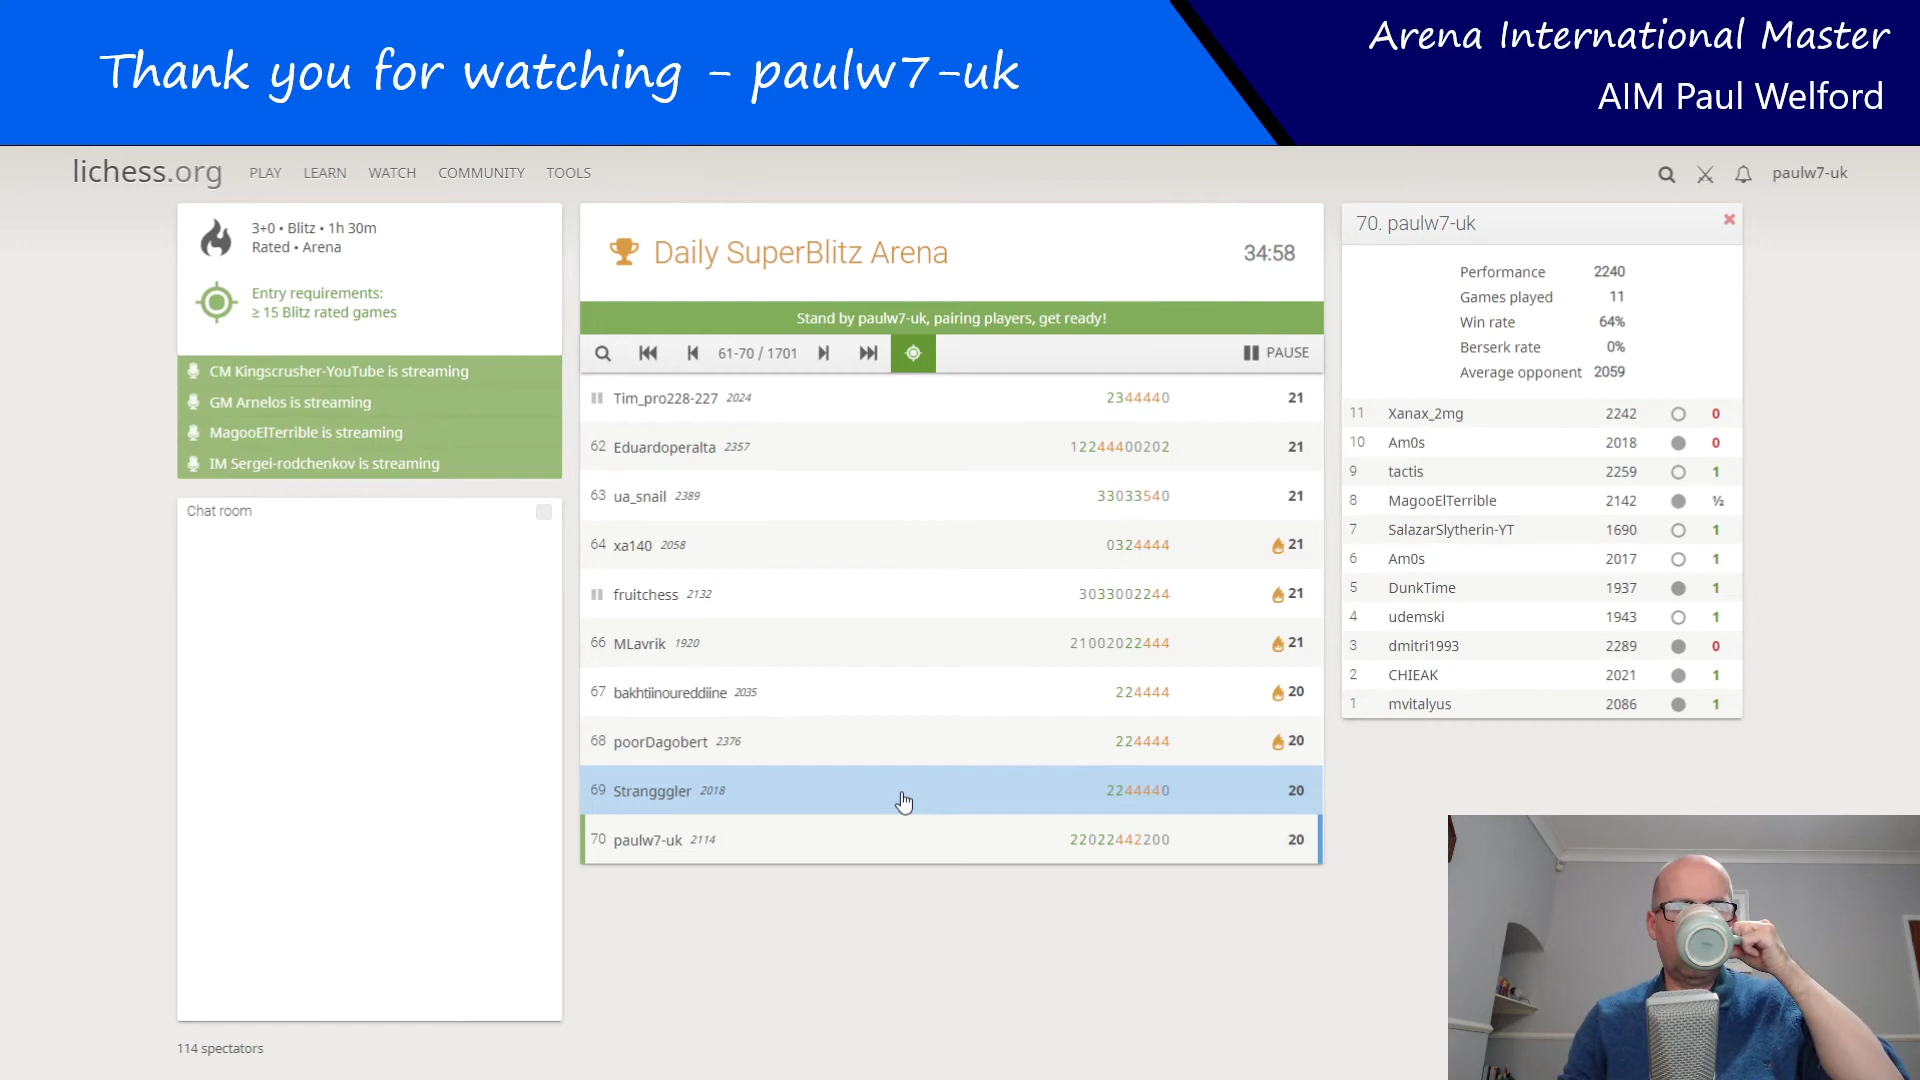 Thank you for watching - paulw7-uk
Arena International Master
AIM Paul Welford
lichess.org PLAY LEARN WATCH COMMUNITY TOOLS paulw7-uk
3+0 • Blitz • 1h 30m
Rated • Arena
Entry requirements:
≥ 15 Blitz rated games
CM Kingscrusher-YouTube is streaming
GM Arnelos is streaming
MagooElTerrible is streaming
IM Sergei-rodchenkov is streaming
Chat room
114 spectators
Daily SuperBlitz Arena 34:58
Stand by paulw7-uk, pairing players, get ready!
61-70 / 1701 PAUSE
Tim_pro228-227 2024 2344440 21
62 Eduardoperalta 2357 12244400202 21
63 ua_snail 2389 33033540 21
64 xa140 2058 0324444 21
fruitchess 2132 3033002244 21
66 MLavrik 1920 21002022444 21
67 bakhtiinoureddiine 2035 224444 20
68 poorDagobert 2376 224444 20
69 Strangggler 2018 2244440 20
70 paulw7-uk 2114 22022442200 20
70. paulw7-uk
Performance 2240
Games played 11
Win rate 64%
Berserk rate 0%
Average opponent 2059
11 Xanax_2mg 2242 0
10 Am0s 2018 0
9 tactis 2259 1
8 MagooElTerrible 2142 ½
7 SalazarSlytherin-YT 1690 1
6 Am0s 2017 1
5 DunkTime 1937 1
4 udemski 1943 1
3 dmitri1993 2289 0
2 CHIEAK 2021 1
1 mvitalyus 2086 1